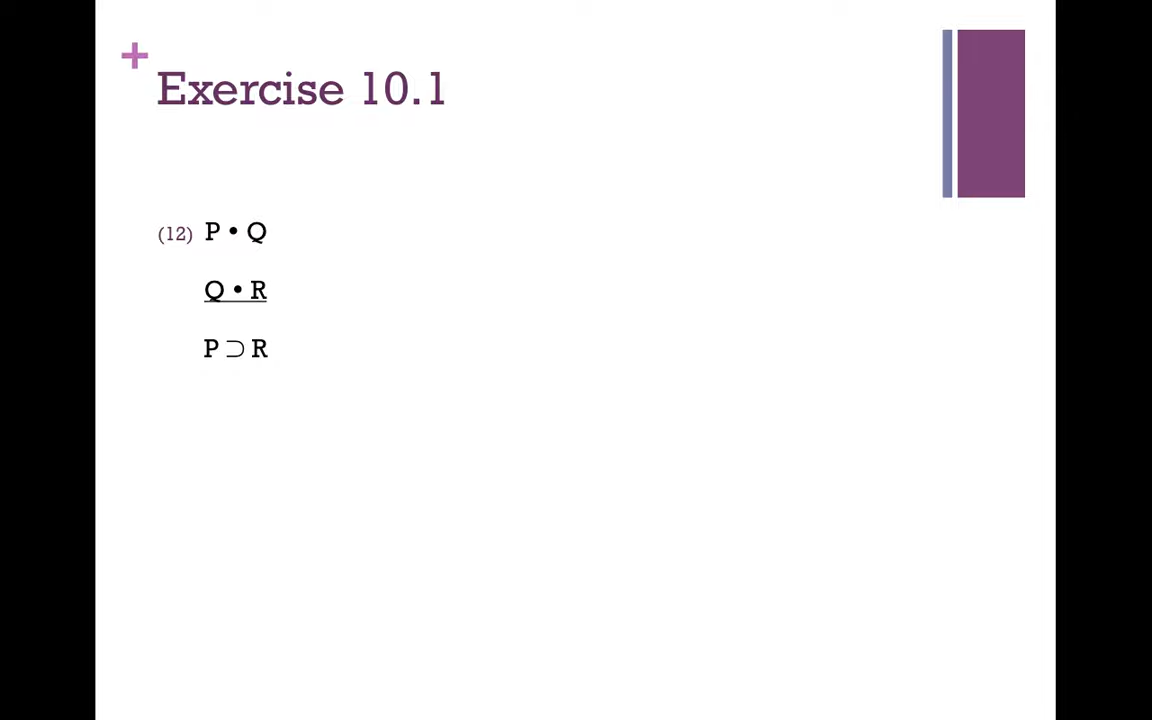 +
Exercise 10.1
(12) P • Q
Q • R
P ⊃ R